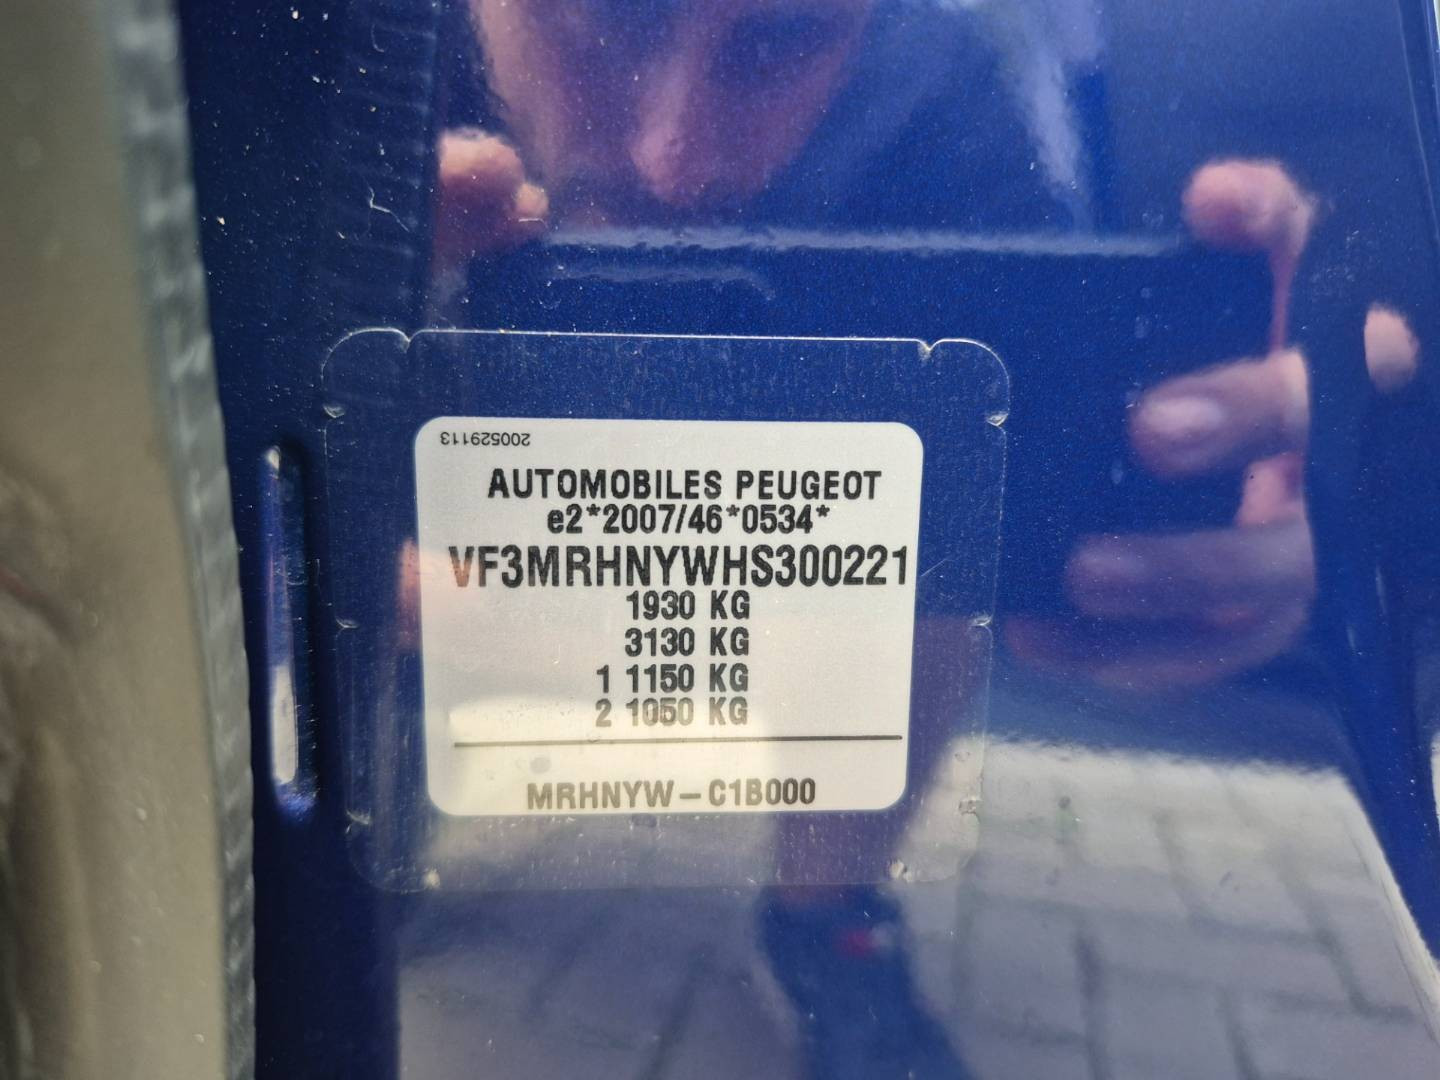 200529113
AUTOMOBILES PEUGEOT
e2*2007/46*0534*
VF3MRHNYWHS300221
1930 KG
3130 KG
1 1150 KG
2 1050 KG
MRHNYW-C1B000